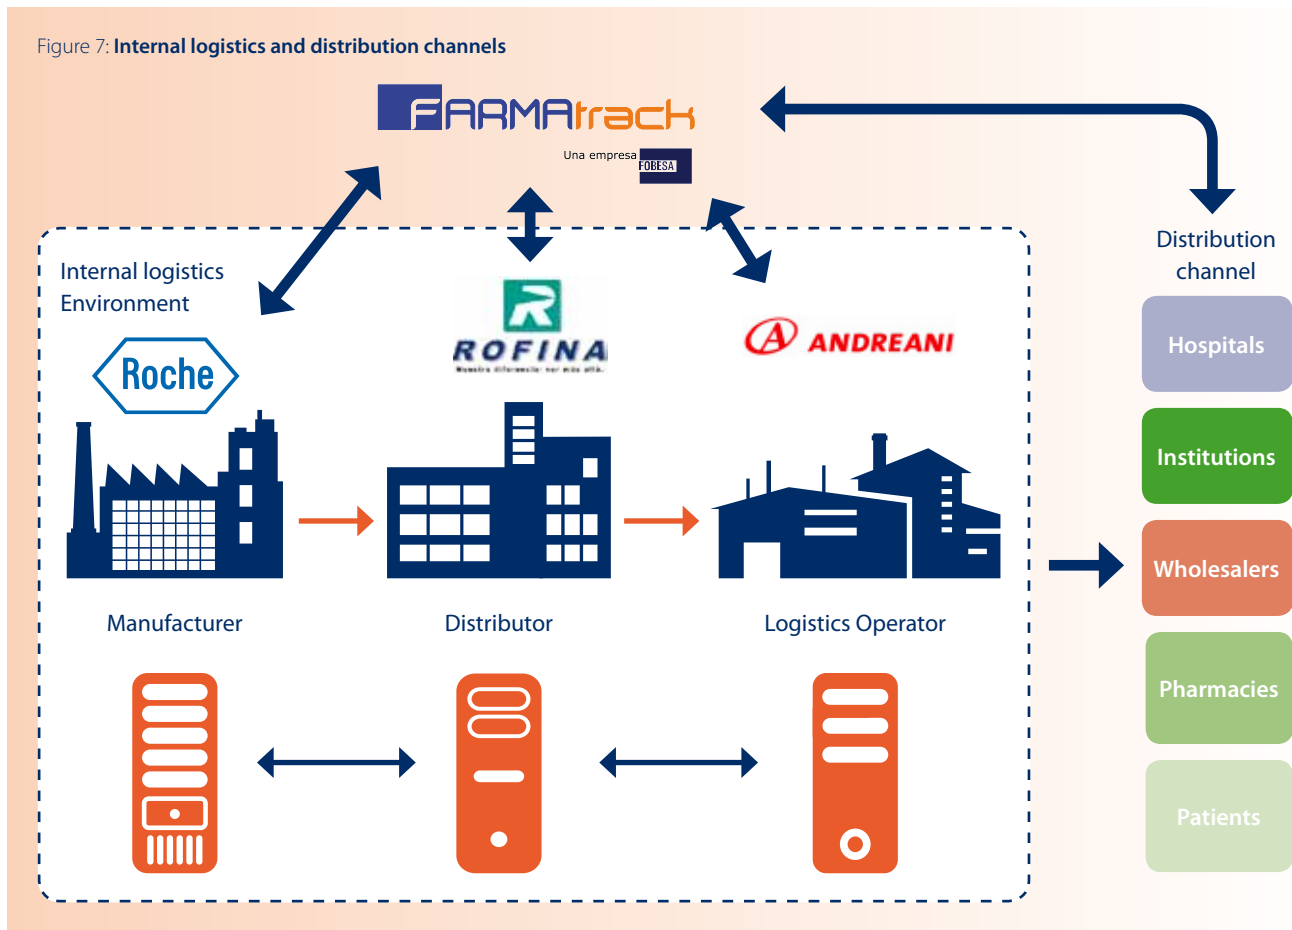 Figure 7: Internal logistics and distribution channels
FARMAtrack
Una empresa
FOBESA
Distribution
channel
Internal logistics
Environment
Roche
ROFINA
ANDREANI
Hospitals
Institutions
Wholesalers
Pharmacies
Patients
Manufacturer
Distributor
Logistics Operator